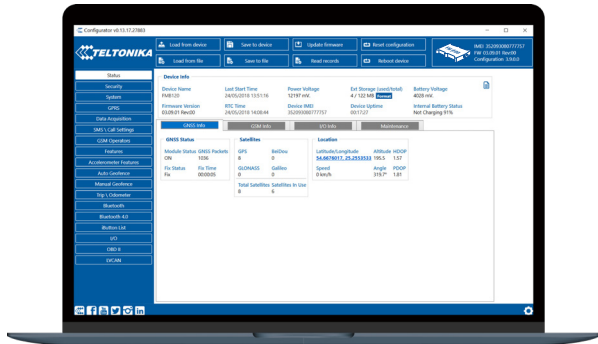 Configurator v0.13.17.27883
TELTONIKA
Load from device
Save to device
Update firmware
Reset configuration
Load from file
Save to file
Read records
Reboot device
IMEI 352093080777757
FW 03.09.01 Rev:00
Configuration 3.9.0.0
Status
Security
System
GPRS
Data Acquisition
SMS \ Call Settings
GSM Operators
Features
Accelerometer Features
Auto Geofence
Manual Geofence
Trip \ Odometer
Bluetooth
Bluetooth 4.0
iButton List
I/O
OBD II
LVCAN
Device Info
Device Name
FMB120
Last Start Time
24/05/2018 13:51:16
Power Voltage
12197 mV.
Ext Storage (used/total)
4 / 122 MB Format
Battery Voltage
4028 mV.
Firmware Version
03.09.01 Rev:00
RTC Time
24/05/2018 14:08:44
Device IMEI
352093080777757
Device Uptime
00:17:27
Internal Battery Status
Not Charging 91%
GNSS Info
GSM Info
I/O Info
Maintenance
GNSS Status
Module Status GNSS Packets
ON 1036
Fix Status Fix Time
Fix 00:00:05
Satellites
GPS BeiDou
8 0
GLONASS Galileo
0 0
Total Satellites Satellites In Use
8 6
Location
Latitude/Longitude Altitude HDOP
54.6678017, 25.2553533 195.5 1.57
Speed Angle PDOP
0 km/h 319.7° 1.81